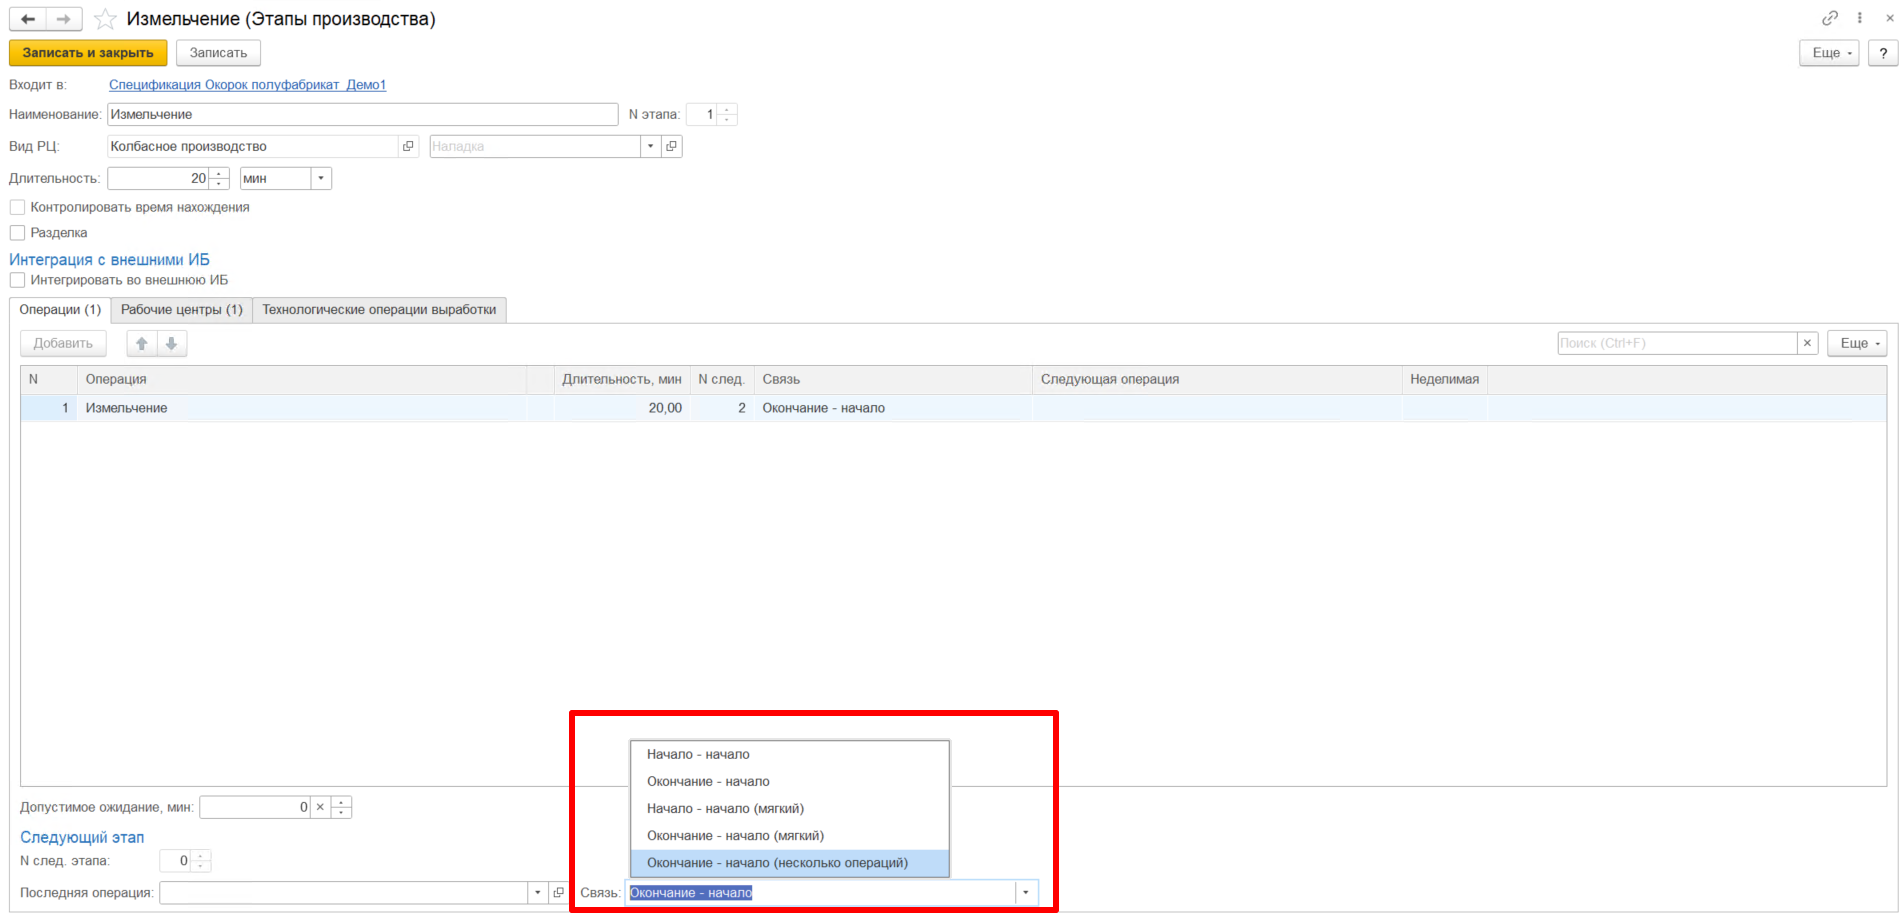 Измельчение (Этапы производства)
Записать и закрыть Записать Еще ?
Входит в: Спецификация Окорок полуфабрикат_Демо1
Наименование: Измельчение N этапа: 1
Вид РЦ: Колбасное производство Наладка
Длительность: 20 мин
Контролировать время нахождения
Разделка
Интеграция с внешними ИБ
Интегрировать во внешнюю ИБ
Операции (1) Рабочие центры (1) Технологические операции выработки
Добавить Поиск (Ctrl+F) × Еще
N Операция Длительность, мин N след. Связь Следующая операция Неделимая
1 Измельчение 20,00 2 Окончание - начало
Начало - начало
Окончание - начало
Начало - начало (мягкий)
Окончание - начало (мягкий)
Окончание - начало (несколько операций)
Допустимое ожидание, мин: 0 ×
Следующий этап
N след. этапа: 0
Последняя операция: Связь: Окончание - начало